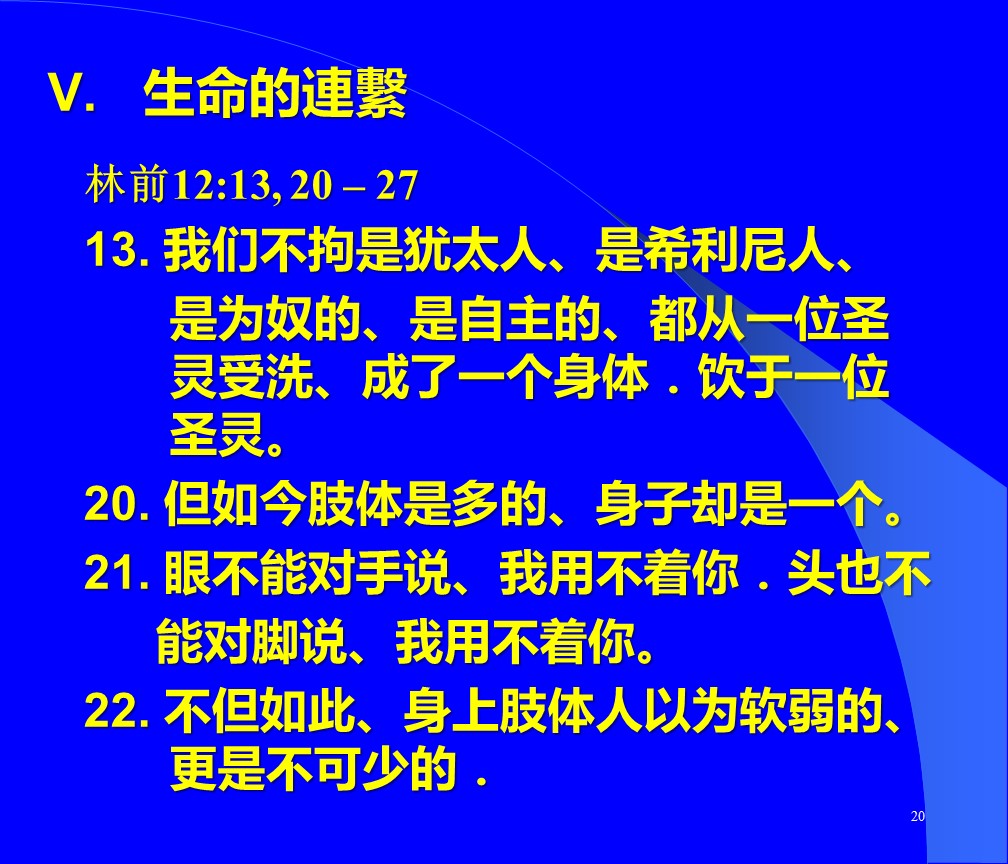 V. 生命的連繫
林前12:13, 20 – 27
13. 我们不拘是犹太人、是希利尼人、
是为奴的、是自主的、都从一位圣
灵受洗、成了一个身体．饮于一位
圣灵。
20. 但如今肢体是多的、身子却是一个。
21. 眼不能对手说、我用不着你．头也不
能对脚说、我用不着你。
22. 不但如此、身上肢体人以为软弱的、
更是不可少的．
20